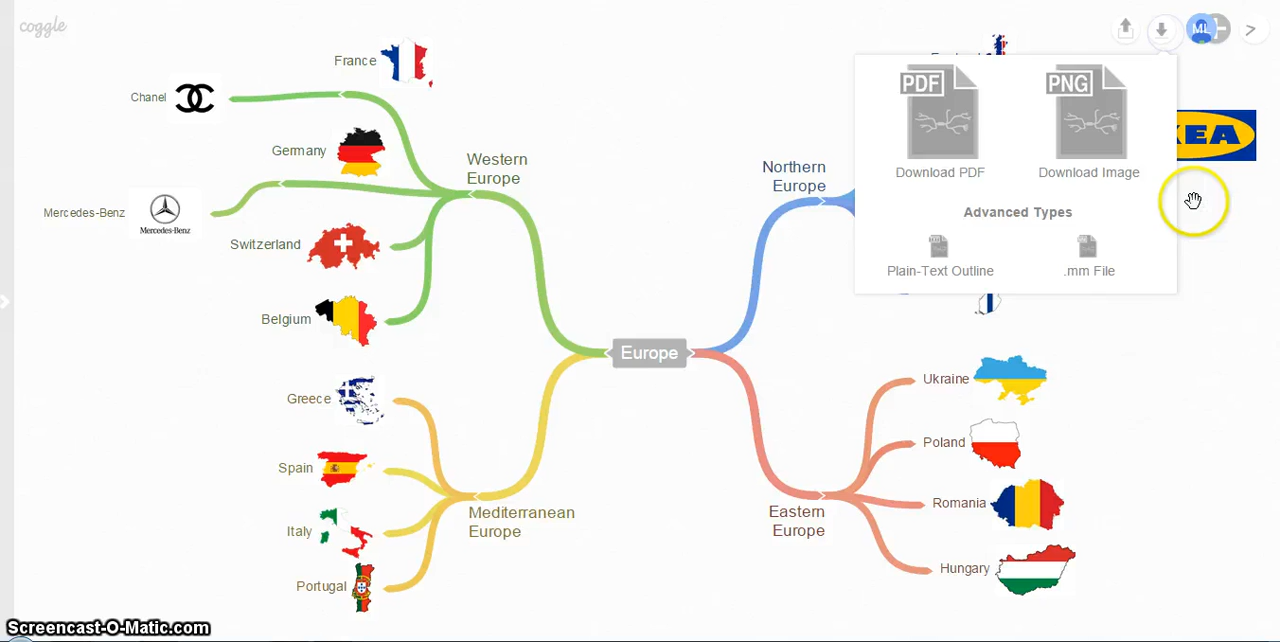 coggle
ML
France
Chanel
Germany
Western
Europe
Mercedes-Benz
Mercedes-Benz
Switzerland
Belgium
Europe
Greece
Spain
Italy
Portugal
Mediterranean
Europe
Northern
Europe
PDF
PNG
Download PDF
Download Image
Advanced Types
Plain-Text Outline
.mm File
KEA
Ukraine
Poland
Romania
Hungary
Eastern
Europe
Screencast-O-Matic.com